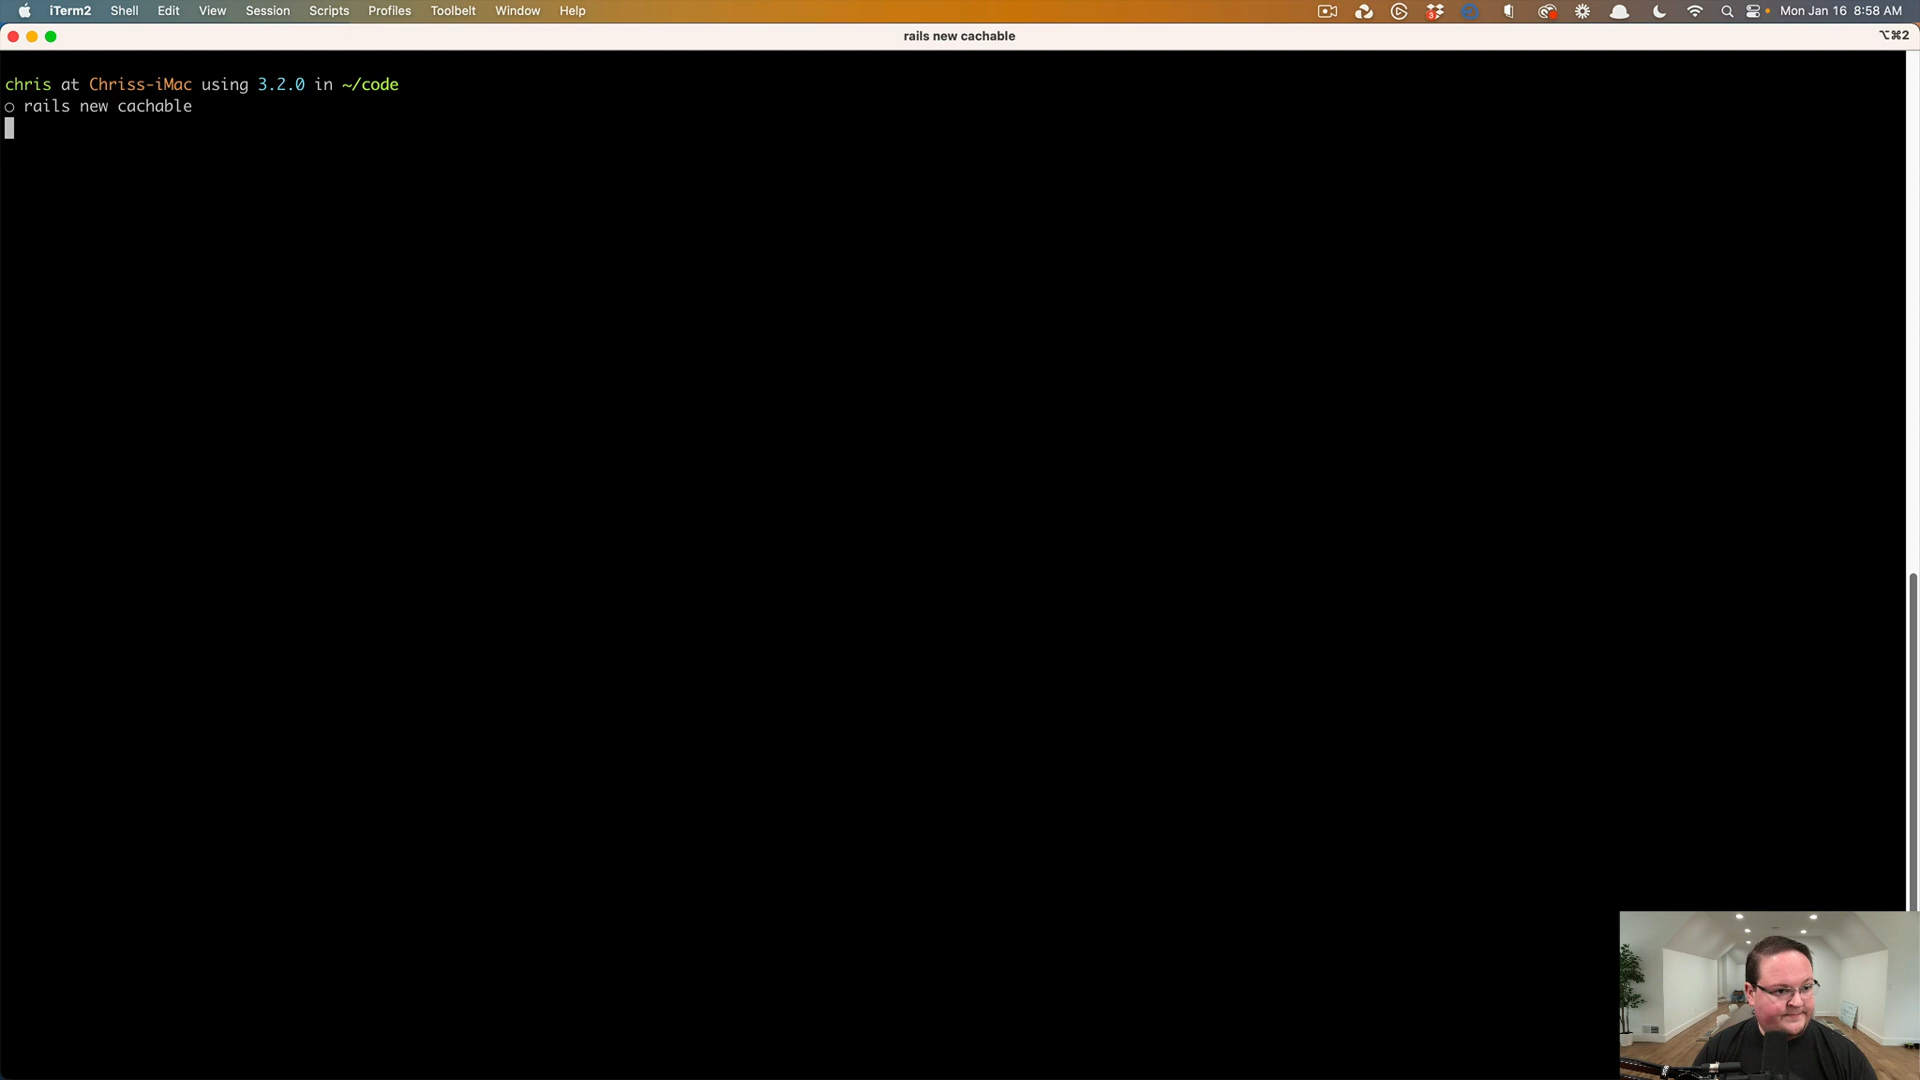 iTerm2 Shell Edit View Session Scripts Profiles Toolbelt Window Help Mon Jan 16 8:58 AM
rails new cachable ⌥⌘2
chris at Chriss-iMac using 3.2.0 in ~/code
○ rails new cachable